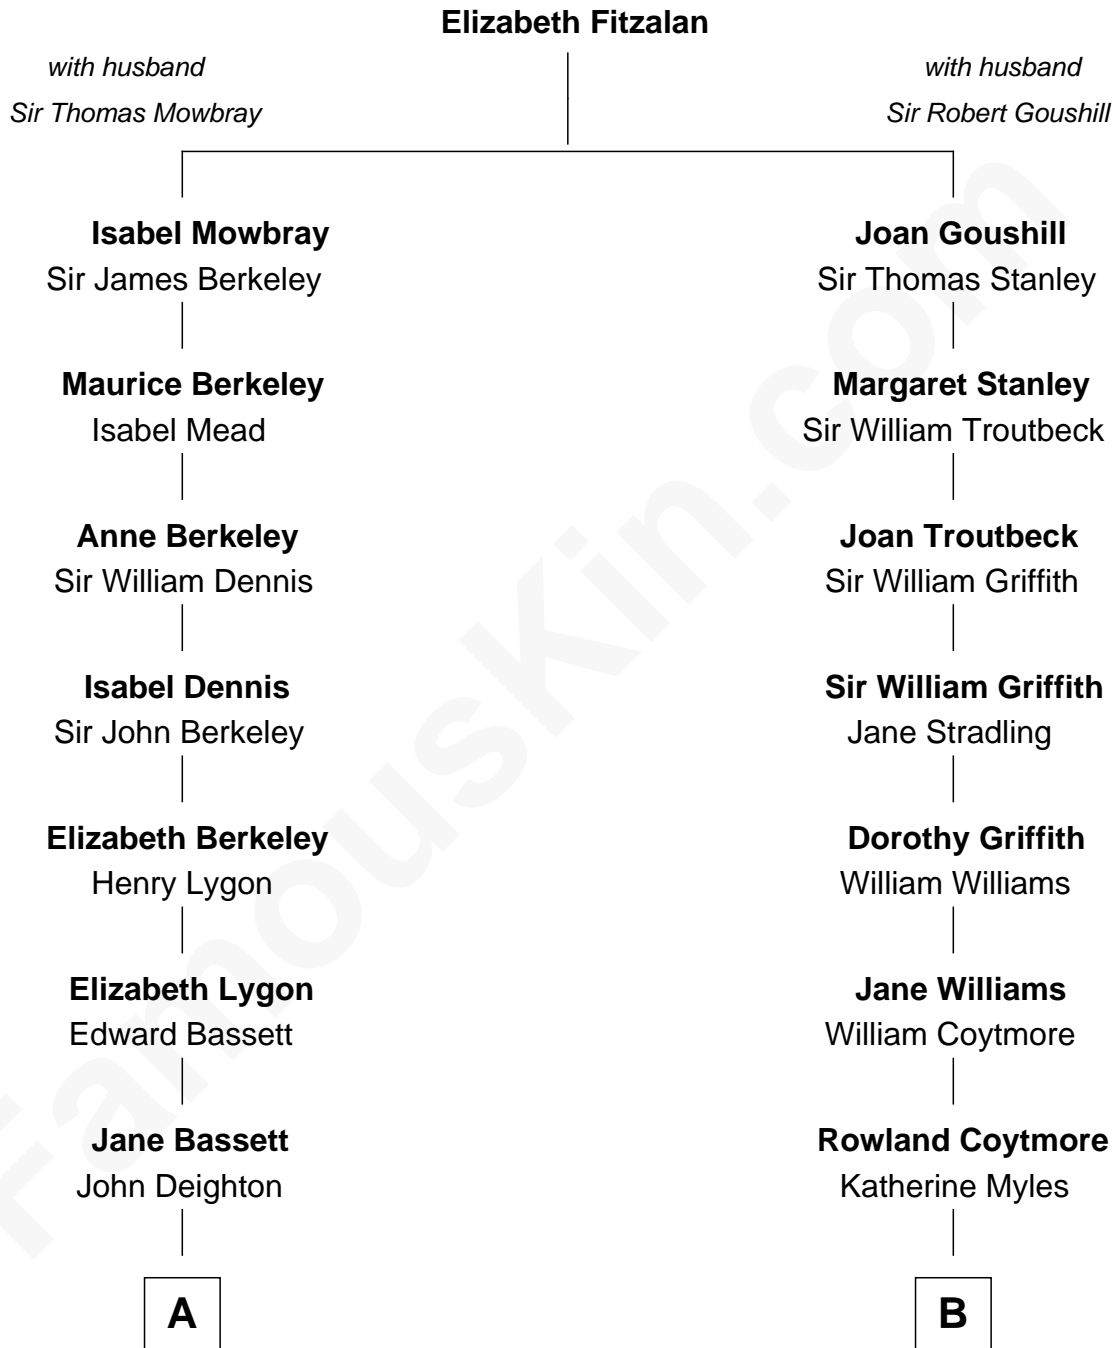 Elizabeth Fitzalan
with husband
Sir Thomas Mowbray
with husband
Sir Robert Goushill
Isabel Mowbray
Sir James Berkeley
Joan Goushill
Sir Thomas Stanley
Maurice Berkeley
Isabel Mead
Margaret Stanley
Sir William Troutbeck
Anne Berkeley
Sir William Dennis
Joan Troutbeck
Sir William Griffith
Isabel Dennis
Sir John Berkeley
Sir William Griffith
Jane Stradling
Elizabeth Berkeley
Henry Lygon
Dorothy Griffith
William Williams
Elizabeth Lygon
Edward Bassett
Jane Williams
William Coytmore
Jane Bassett
John Deighton
Rowland Coytmore
Katherine Myles
A
B
FamousKin.com